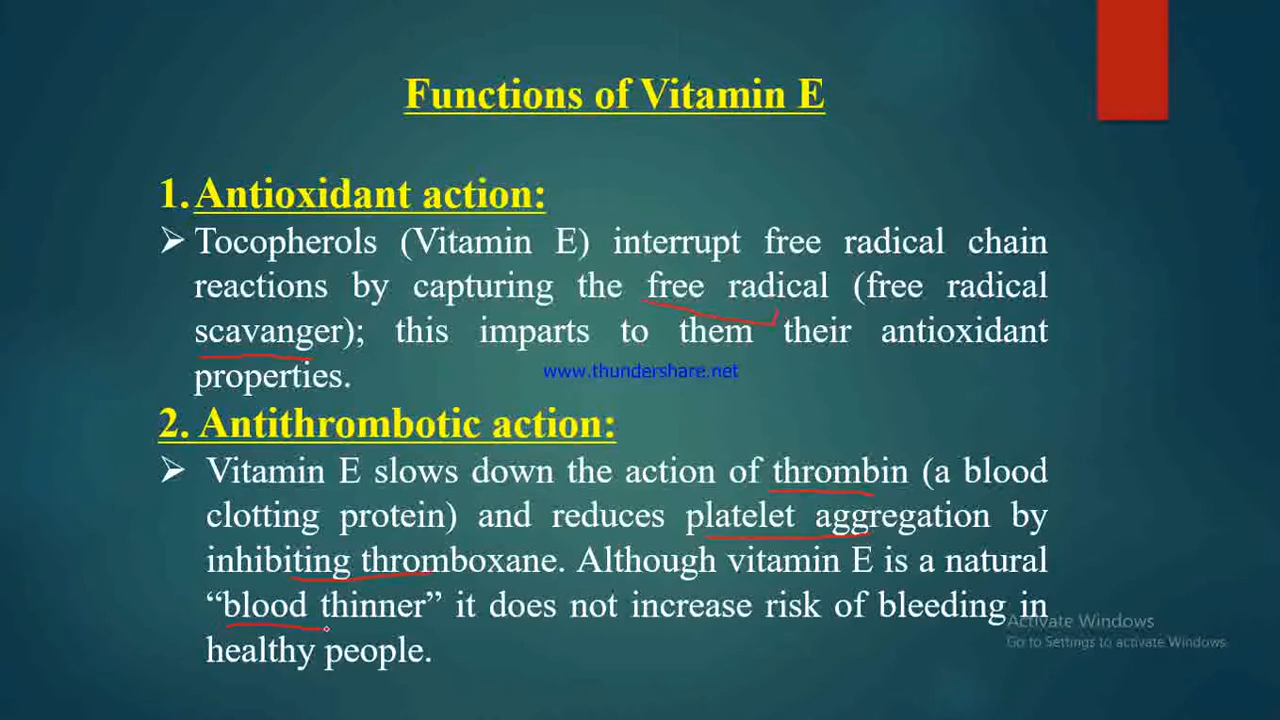 Functions of Vitamin E
1. Antioxidant action:
➢ Tocopherols (Vitamin E) interrupt free radical chain
reactions by capturing the free radical (free radical
scavanger); this imparts to them their antioxidant
properties.
www.thundershare.net
2. Antithrombotic action:
➢ Vitamin E slows down the action of thrombin (a blood
clotting protein) and reduces platelet aggregation by
inhibiting thromboxane. Although vitamin E is a natural
“blood thinner” it does not increase risk of bleeding in
healthy people.
Activate Windows
Go to Settings to activate Windows.